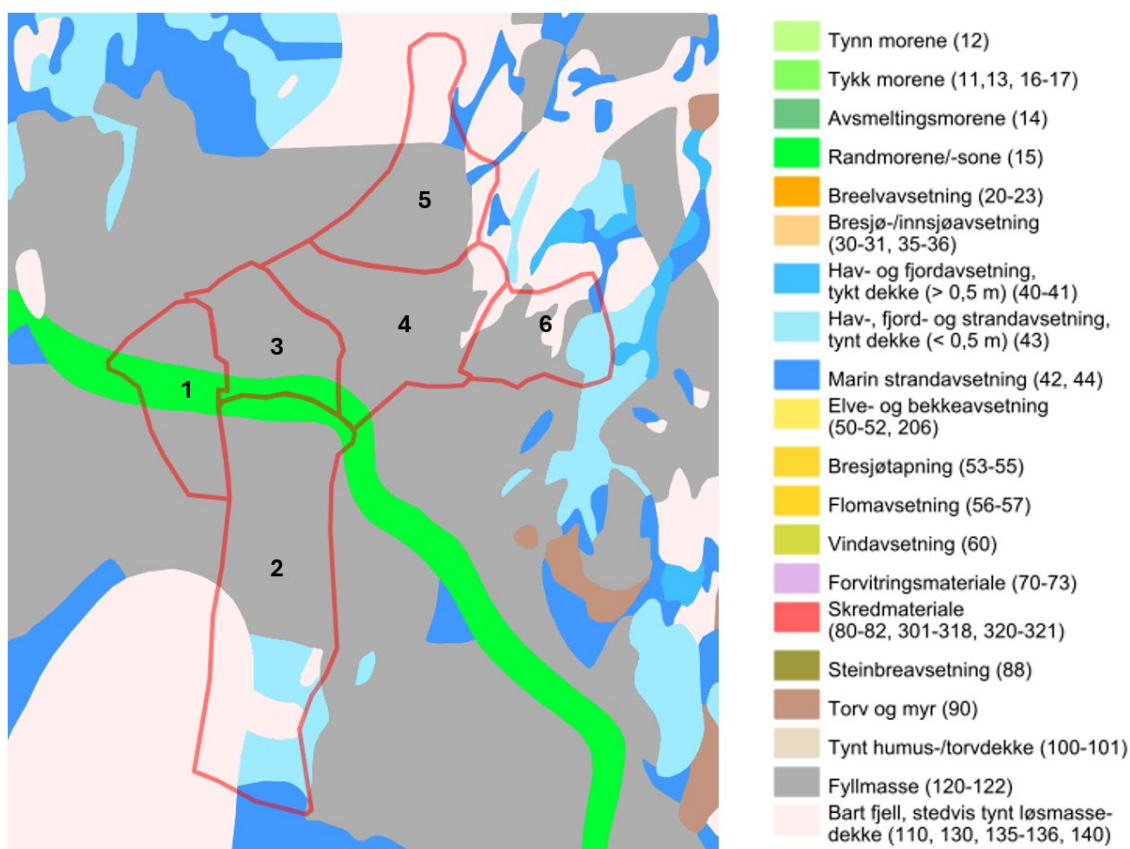 5
4
6
3
1
2
Tynn morene (12)
Tykk morene (11,13, 16-17)
Avsmeltingsmorene (14)
Randmorene/-sone (15)
Breelvavsetning (20-23)
Bresjø-/innsjøavsetning
(30-31, 35-36)
Hav- og fjordavsetning,
tykt dekke (> 0,5 m) (40-41)
Hav-, fjord- og strandavsetning,
tynt dekke (< 0,5 m) (43)
Marin strandavsetning (42, 44)
Elve- og bekkeavsetning
(50-52, 206)
Bresjøtapning (53-55)
Flomavsetning (56-57)
Vindavsetning (60)
Forvitringsmateriale (70-73)
Skredmateriale
(80-82, 301-318, 320-321)
Steinbreavsetning (88)
Torv og myr (90)
Tynt humus-/torvdekke (100-101)
Fyllmasse (120-122)
Bart fjell, stedvis tynt løsmasse-
dekke (110, 130, 135-136, 140)